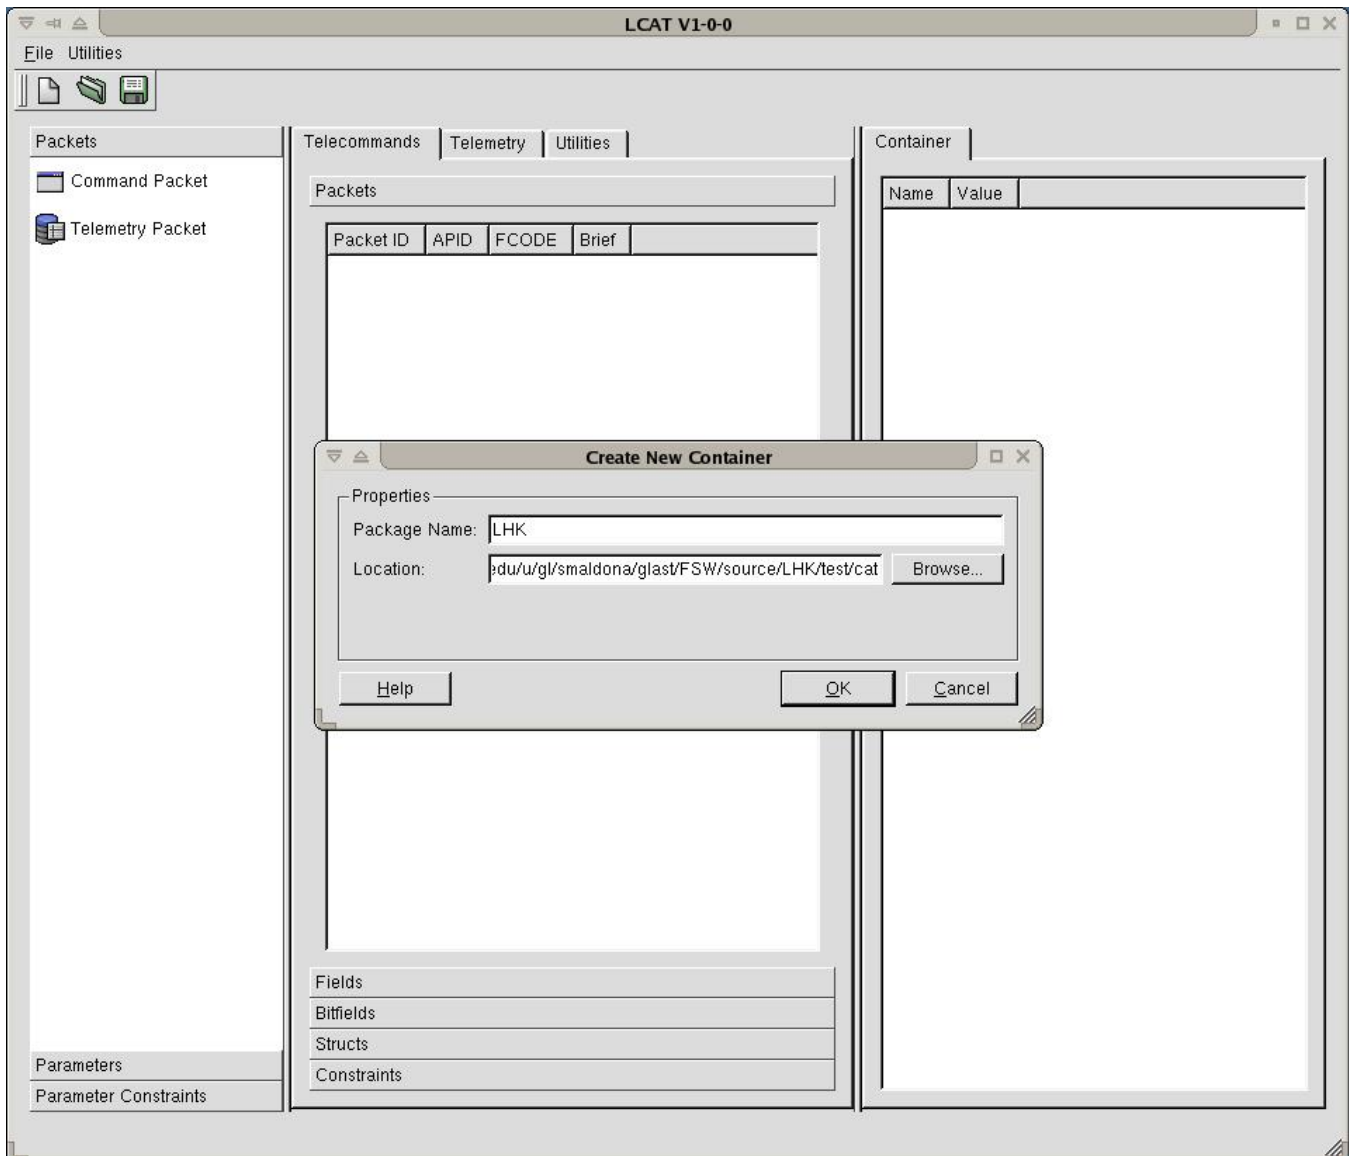 LCAT V1-0-0
File Utilities
Packets
Command Packet
Telemetry Packet
Parameters
Parameter Constraints
Telecommands Telemetry Utilities
Packets
Packet ID APID FCODE Brief
Fields
Bitfields
Structs
Constraints
Container
Name Value
Create New Container
Properties
Package Name: LHK
Location: edu/u/gl/smaldona/glast/FSW/source/LHK/test/cat Browse...
Help OK Cancel